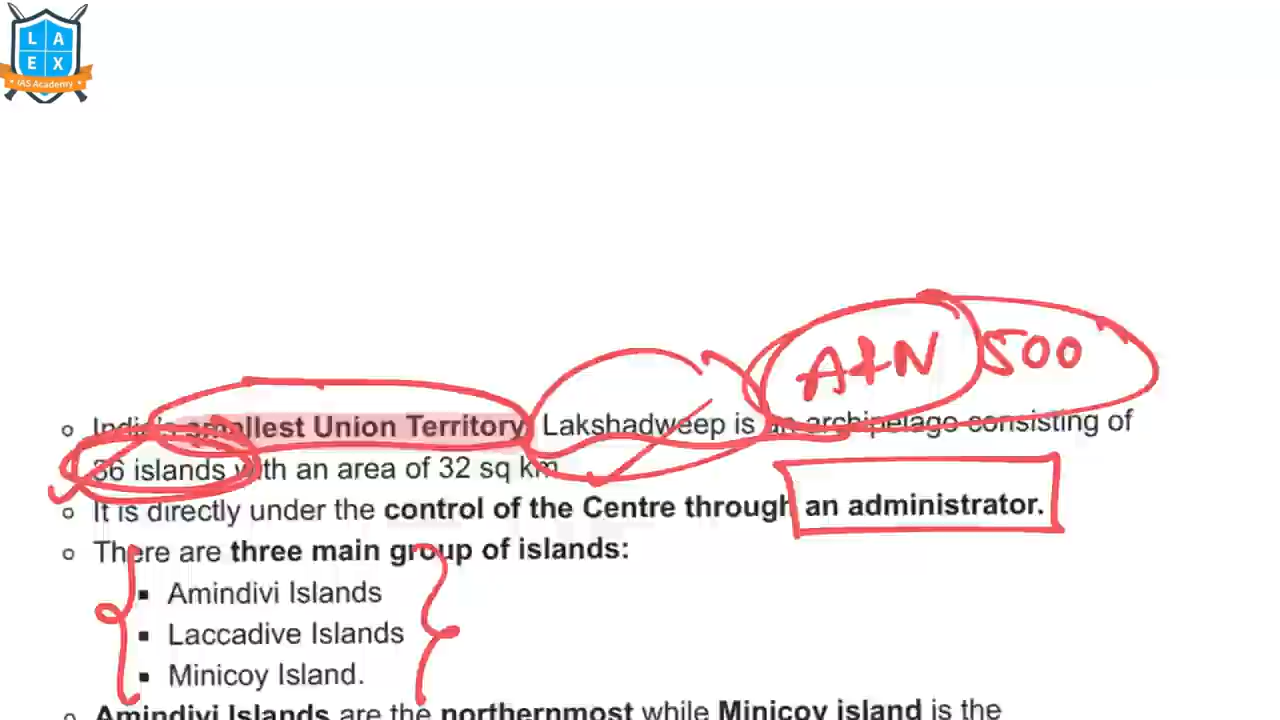 L A
E X
IAS Academy
A&N 500
India's smallest Union Territory Lakshadweep is an archipelago consisting of
36 islands with an area of 32 sq km
It is directly under the control of the Centre through an administrator.
There are three main group of islands:
Amindivi Islands
Laccadive Islands
Minicoy Island.
Amindivi Islands are the northernmost while Minicoy island is the